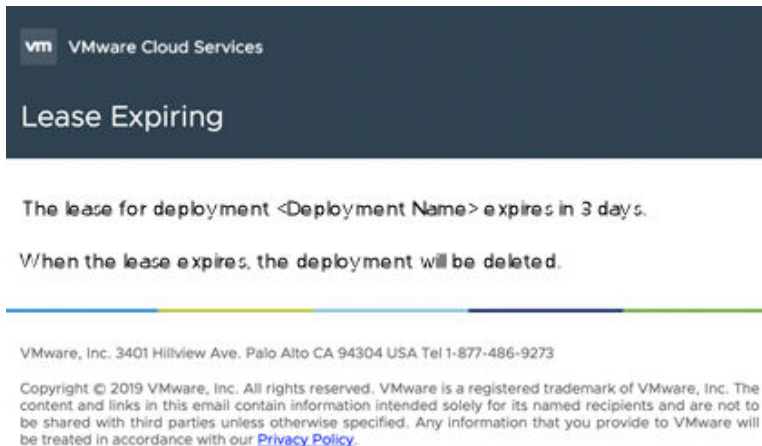 vm VMware Cloud Services
Lease Expiring
The lease for deployment <Deployment Name> expires in 3 days.
When the lease expires, the deployment will be deleted.
VMware, Inc. 3401 Hillview Ave. Palo Alto CA 94304 USA Tel 1-877-486-9273
Copyright © 2019 VMware, Inc. All rights reserved. VMware is a registered trademark of VMware, Inc. The
content and links in this email contain information intended solely for its named recipients and are not to
be shared with third parties unless otherwise specified. Any information that you provide to VMware will
be treated in accordance with our Privacy Policy.